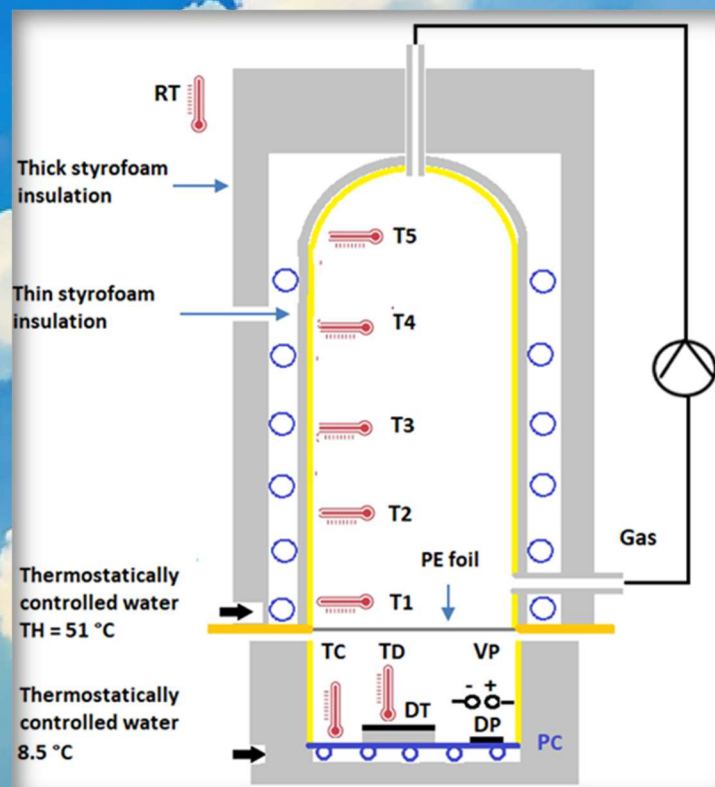 RT
Thick styrofoam
insulation
T5
Thin styrofoam
insulation
T4
T3
T2
Gas
PE foil
Thermostatically
controlled water
TH = 51 °C
T1
TC TD VP
- +
DT DP
PC
Thermostatically
controlled water
8.5 °C